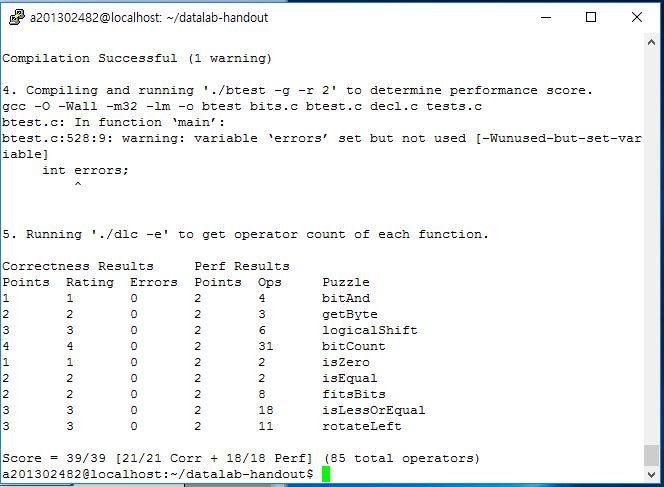 a201302482@localhost: ~/datalab-handout
Compilation Successful (1 warning)
4. Compiling and running './btest -g -r 2' to determine performance score.
gcc -O -Wall -m32 -lm -o btest bits.c btest.c decl.c tests.c
btest.c: In function ‘main’:
btest.c:528:9: warning: variable ‘errors’ set but not used [-Wunused-but-set-var
iable]
     int errors;
         ^
5. Running './dlc -e' to get operator count of each function.
Correctness Results     Perf Results
Points  Rating  Errors  Points  Ops     Puzzle
1       1       0       2       4       bitAnd
2       2       0       2       3       getByte
3       3       0       2       6       logicalShift
4       4       0       2       31      bitCount
1       1       0       2       2       isZero
2       2       0       2       2       isEqual
2       2       0       2       8       fitsBits
3       3       0       2       18      isLessOrEqual
3       3       0       2       11      rotateLeft
Score = 39/39 [21/21 Corr + 18/18 Perf] (85 total operators)
a201302482@localhost:~/datalab-handout$